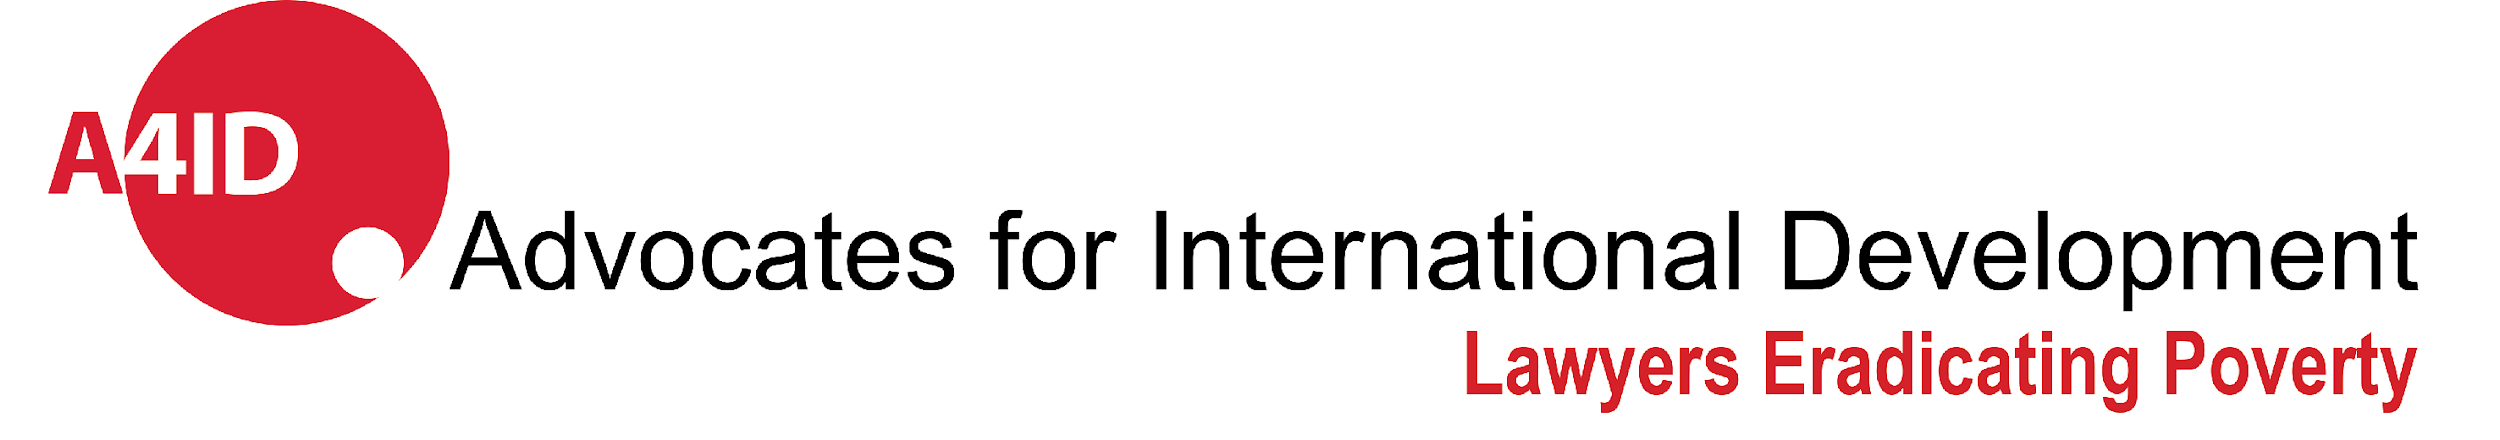 A4ID
Advocates for International Development
Lawyers Eradicating Poverty